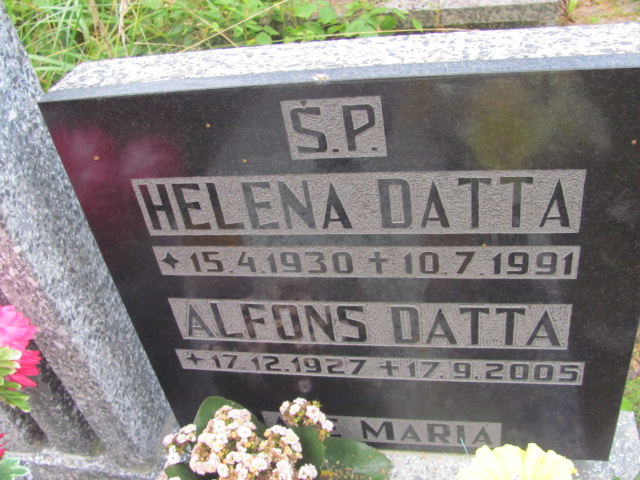 Ś.P.
HELENA DATTA
✦15.4.1930 ✝10.7.1991
ALFONS DATTA
✦17.12.1927 ✝17.9.2005
MARIA